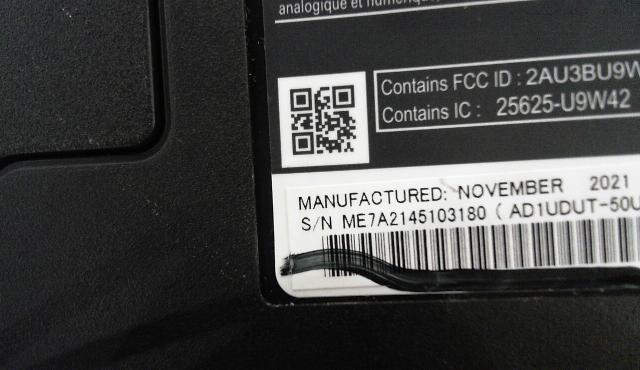 analogique et numérique
Contains FCC ID : 2AU3BU9W
Contains IC : 25625-U9W42
MANUFACTURED: NOVEMBER 2021
S/N ME7A2145103180 ( AD1UDUT-50U